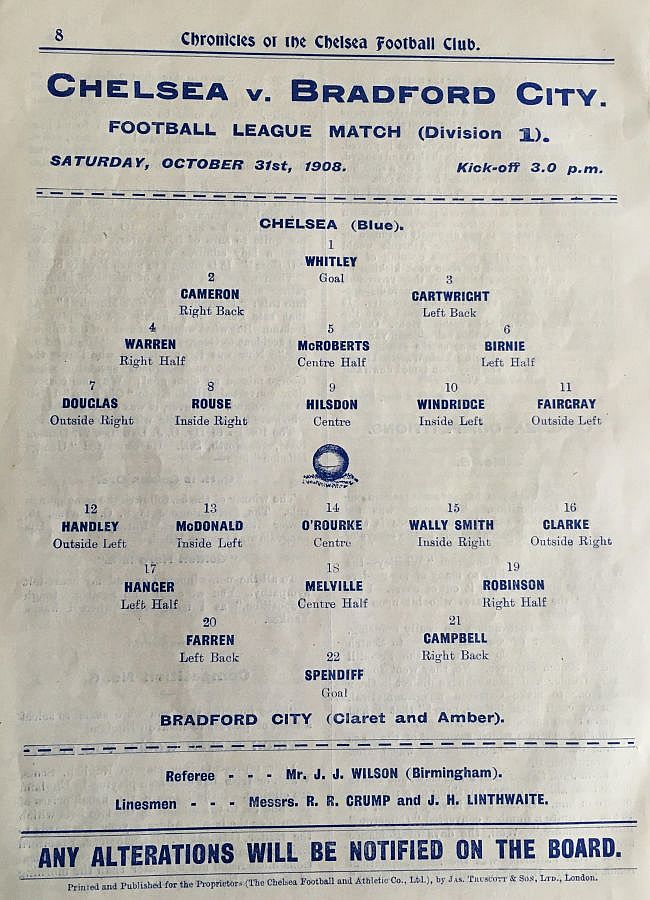 8
Chronicles of the Chelsea Football Club.
CHELSEA v. BRADFORD CITY.
FOOTBALL LEAGUE MATCH (Division 1).
SATURDAY, OCTOBER 31st, 1908. Kick-off 3.0 p.m.
CHELSEA (Blue).
1
WHITLEY
Goal
2 3
CAMERON CARTWRIGHT
Right Back Left Back
4 5 6
WARREN McROBERTS BIRNIE
Right Half Centre Half Left Half
7 8 9 10 11
DOUGLAS ROUSE HILSDON WINDRIDGE FAIRGRAY
Outside Right Inside Right Centre Inside Left Outside Left
12 13 14 15 16
HANDLEY McDONALD O'ROURKE WALLY SMITH CLARKE
Outside Left Inside Left Centre Inside Right Outside Right
17 18 19
HANGER MELVILLE ROBINSON
Left Half Centre Half Right Half
20 21
FARREN CAMPBELL
Left Back Right Back
22
SPENDIFF
Goal
BRADFORD CITY (Claret and Amber).
Referee - - - Mr. J. J. WILSON (Birmingham).
Linesmen - - - Messrs. R. R. CRUMP and J. H. LINTHWAITE.
ANY ALTERATIONS WILL BE NOTIFIED ON THE BOARD.
Printed and Published for the Proprietors (The Chelsea Football and Athletic Co., Ltd.), by JAS. TRUSCOTT & SON, LTD., London.